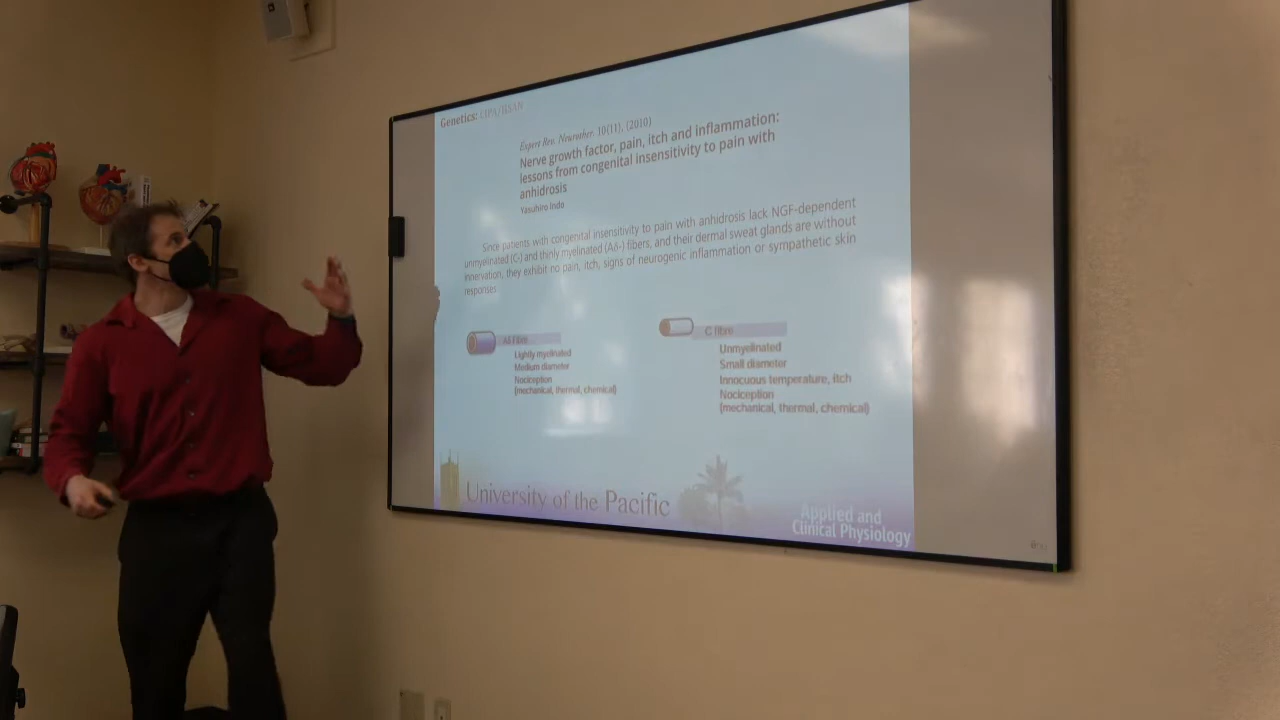 Genetics: CIPA/HSAN
Expert Rev. Neurother. 10(11), (2010)
Nerve growth factor, pain, itch and inflammation:
lessons from congenital insensitivity to pain with
anhidrosis
Yasuhiro Indo
Since patients with congenital insensitivity to pain with anhidrosis lack NGF-dependent
unmyelinated (C-) and thinly myelinated (Aδ-) fibers, and their dermal sweat glands are without
innervation, they exhibit no pain, itch, signs of neurogenic inflammation or sympathetic skin
responses
Aδ Fibre
Lightly myelinated
Medium diameter
Nociception
(mechanical, thermal, chemical)
C fibre
Unmyelinated
Small diameter
Innocuous temperature, itch
Nociception
(mechanical, thermal, chemical)
University of the Pacific
Applied and
Clinical Physiology